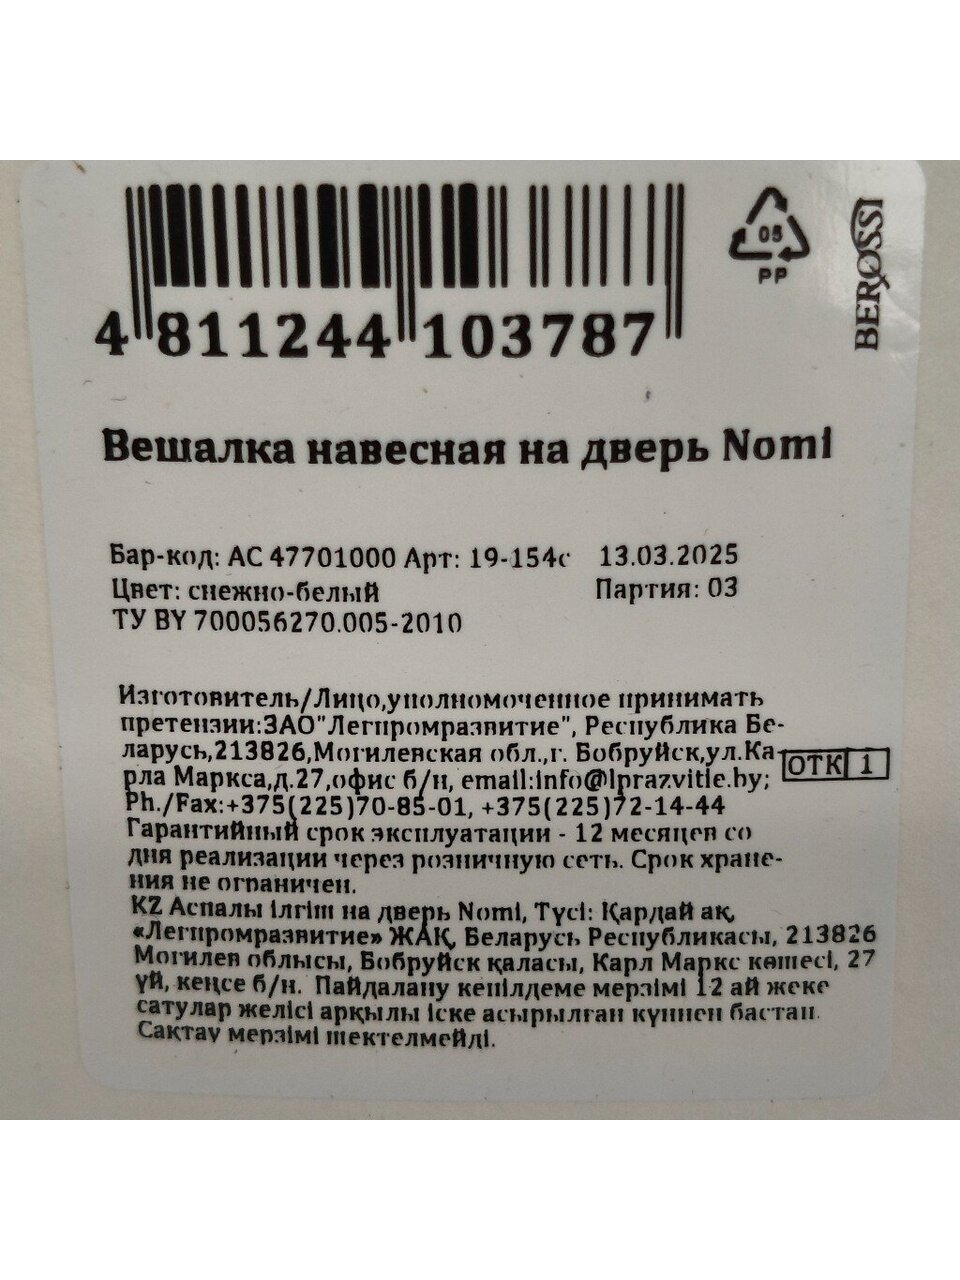 4 811244 103787
05
PP
BEROSSI
Вешалка навесная на дверь Nomi
Бар-код: АС 47701000 Арт: 19-154с 13.03.2025
Цвет: снежно-белый Партия: 03
ТУ BY 700056270.005-2010
Изготовитель/Лицо,уполномоченное принимать
претензии:ЗАО"Легпромразвитие", Республика Бе-
ларусь,213826,Могилевская обл.,г. Бобруйск,ул.Ка-
рла Маркса,д.27,офис б/н, email:info@lprazvitie.by;
ОТК 1
Ph./Fax:+375(225)70-85-01, +375(225)72-14-44
Гарантийный срок эксплуатации - 12 месяцев со
дня реализации через розничную сеть. Срок хране-
ния не ограничен.
KZ Аспалы ілгіш на дверь Nomi, Түсі: Қардай ақ,
«Легпромразвитие» ЖАҚ, Беларусь Республикасы, 213826
Могилев облысы, Бобруйск қаласы, Карл Маркс көшесі, 27
үй, кеңсе б/н. Пайдалану кепілдеме мерзімі 12 ай жеке
сатулар желісі арқылы іске асырылған күннен бастап.
Сақтау мерзімі шектелмейді.